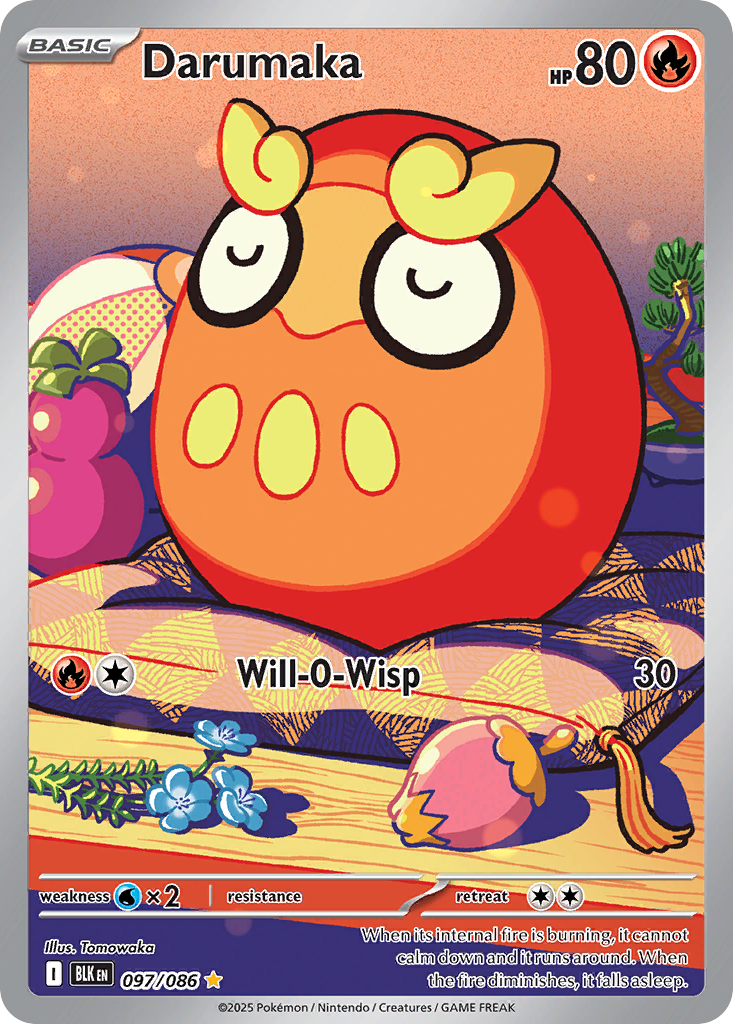 BASIC
Darumaka
HP 80
Will-O-Wisp 30
weakness ×2 resistance retreat
When its internal fire is burning, it cannot
calm down and it runs around. When
the fire diminishes, it falls asleep.
Illus. Tomowaka
I BLK EN 097/086
©2025 Pokémon / Nintendo / Creatures / GAME FREAK